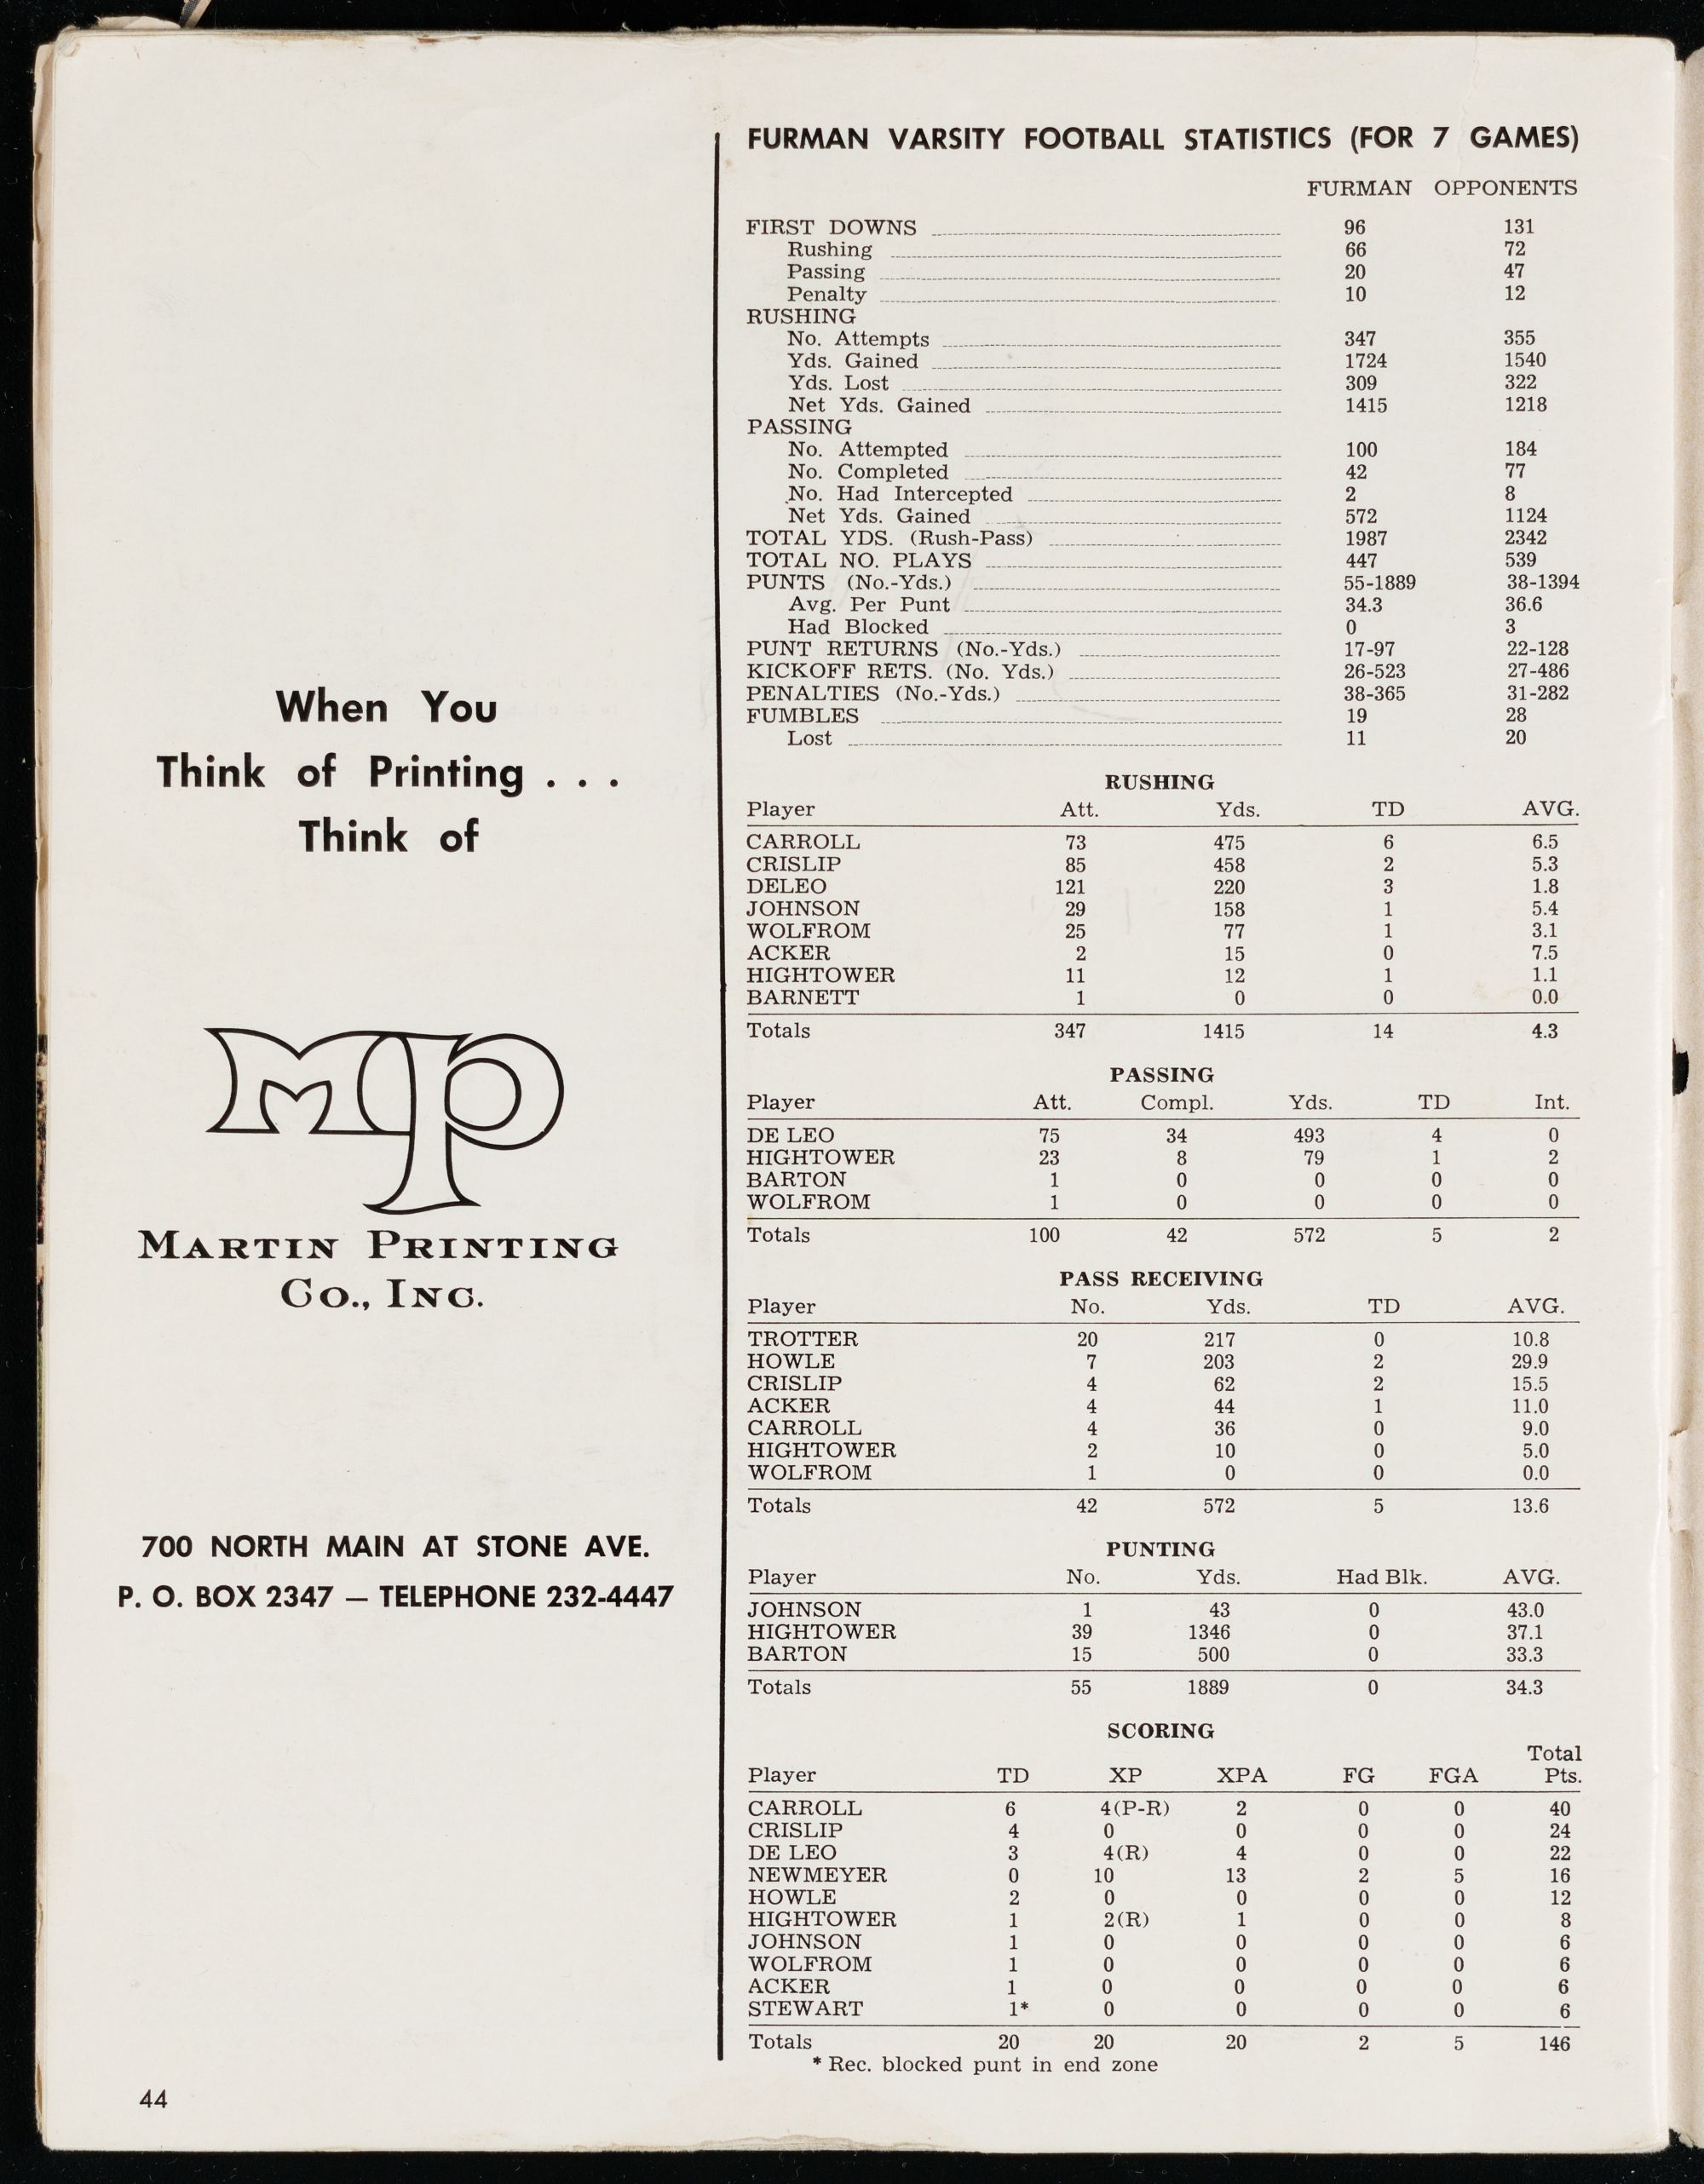 When You
Think of Printing . . .
Think of
MP
MARTIN PRINTING
CO., INC.
700 NORTH MAIN AT STONE AVE.
P. O. BOX 2347 — TELEPHONE 232-4447
44
FURMAN VARSITY FOOTBALL STATISTICS (FOR 7 GAMES)
FURMAN OPPONENTS
FIRST DOWNS 96 131
Rushing 66 72
Passing 20 47
Penalty 10 12
RUSHING
No. Attempts 347 355
Yds. Gained 1724 1540
Yds. Lost 309 322
Net Yds. Gained 1415 1218
PASSING
No. Attempted 100 184
No. Completed 42 77
No. Had Intercepted 2 8
Net Yds. Gained 572 1124
TOTAL YDS. (Rush-Pass) 1987 2342
TOTAL NO. PLAYS 447 539
PUNTS (No.-Yds.) 55-1889 38-1394
Avg. Per Punt 34.3 36.6
Had Blocked 0 3
PUNT RETURNS (No.-Yds.) 17-97 22-128
KICKOFF RETS. (No. Yds.) 26-523 27-486
PENALTIES (No.-Yds.) 38-365 31-282
FUMBLES 19 28
Lost 11 20
RUSHING
Player Att. Yds. TD AVG.
CARROLL 73 475 6 6.5
CRISLIP 85 458 2 5.3
DELEO 121 220 3 1.8
JOHNSON 29 158 1 5.4
WOLFROM 25 77 1 3.1
ACKER 2 15 0 7.5
HIGHTOWER 11 12 1 1.1
BARNETT 1 0 0 0.0
Totals 347 1415 14 4.3
PASSING
Player Att. Compl. Yds. TD Int.
DE LEO 75 34 493 4 0
HIGHTOWER 23 8 79 1 2
BARTON 1 0 0 0 0
WOLFROM 1 0 0 0 0
Totals 100 42 572 5 2
PASS RECEIVING
Player No. Yds. TD AVG.
TROTTER 20 217 0 10.8
HOWLE 7 203 2 29.9
CRISLIP 4 62 2 15.5
ACKER 4 44 1 11.0
CARROLL 4 36 0 9.0
HIGHTOWER 2 10 0 5.0
WOLFROM 1 0 0 0.0
Totals 42 572 5 13.6
PUNTING
Player No. Yds. Had Blk. AVG.
JOHNSON 1 43 0 43.0
HIGHTOWER 39 1346 0 37.1
BARTON 15 500 0 33.3
Totals 55 1889 0 34.3
SCORING
Total
Player TD XP XPA FG FGA Pts.
CARROLL 6 4(P-R) 2 0 0 40
CRISLIP 4 0 0 0 0 24
DE LEO 3 4(R) 4 0 0 22
NEWMEYER 0 10 13 2 5 16
HOWLE 2 0 0 0 0 12
HIGHTOWER 1 2(R) 1 0 0 8
JOHNSON 1 0 0 0 0 6
WOLFROM 1 0 0 0 0 6
ACKER 1 0 0 0 0 6
STEWART 1* 0 0 0 0 6
Totals 20 20 20 2 5 146
* Rec. blocked punt in end zone